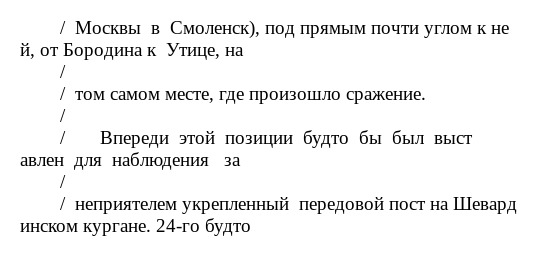 / Москвы в Смоленск), под прямым почти углом к не
й, от Бородина к Утице, на
/
/ том самом месте, где произошло сражение.
/
/ Впереди этой позиции будто бы был выст
авлен для наблюдения за
/
/ неприятелем укрепленный передовой пост на Шевард
инском кургане. 24-го будто